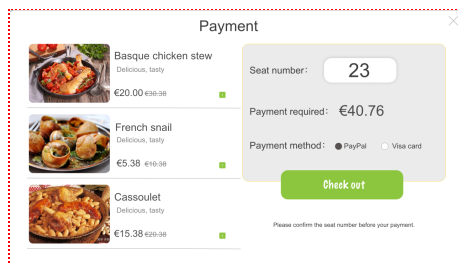 Payment
Basque chicken stew
Delicious, tasty
€20.00 €30.38
French snail
Delicious, tasty
€5.38 €10.38
Cassoulet
Delicious, tasty
€15.38 €20.38
Seat number: 23
Payment required: €40.76
Payment method: PayPal Visa card
Check out
Please confirm the seat number before your payment.